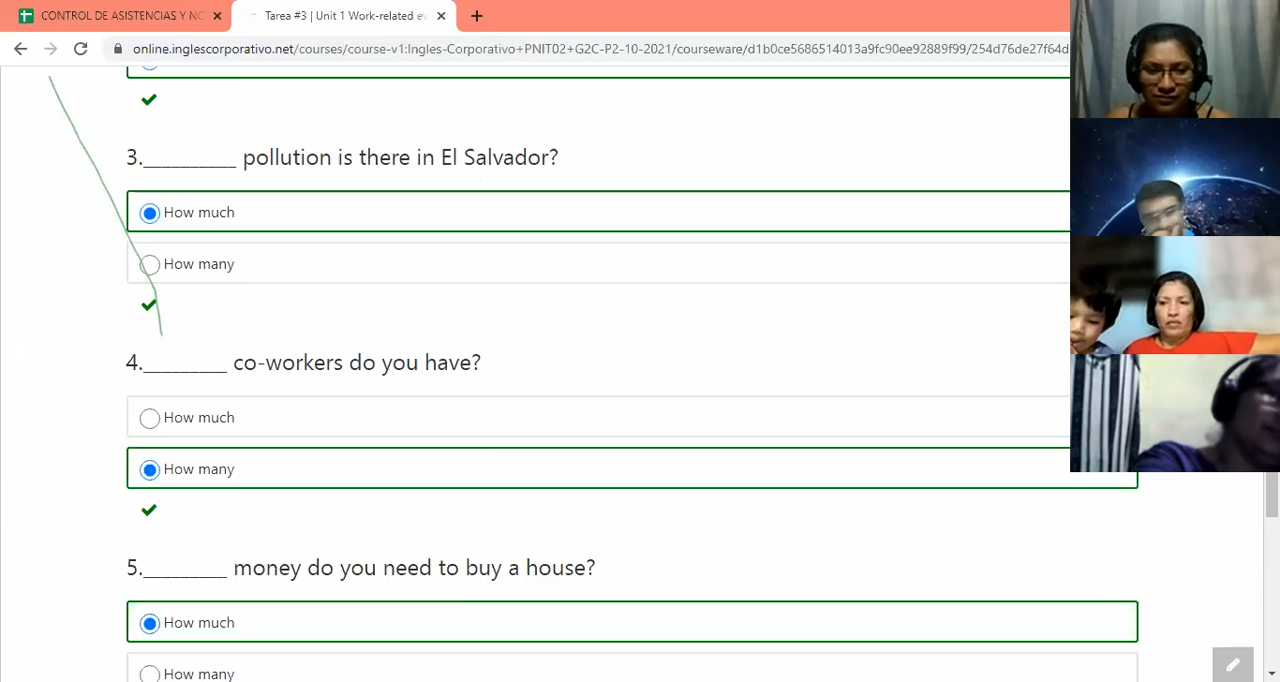 CONTROL DE ASISTENCIAS Y NC
Tarea #3 | Unit 1 Work-related ev
online.inglescorporativo.net/courses/course-v1:Ingles-Corporativo+PNIT02+G2C-P2-10-2021/courseware/d1b0ce5686514013a9fc90ee92889f99/254d76de27f64d
3.__________ pollution is there in El Salvador?
How much
How many
4._________ co-workers do you have?
How much
How many
5._________ money do you need to buy a house?
How much
How many